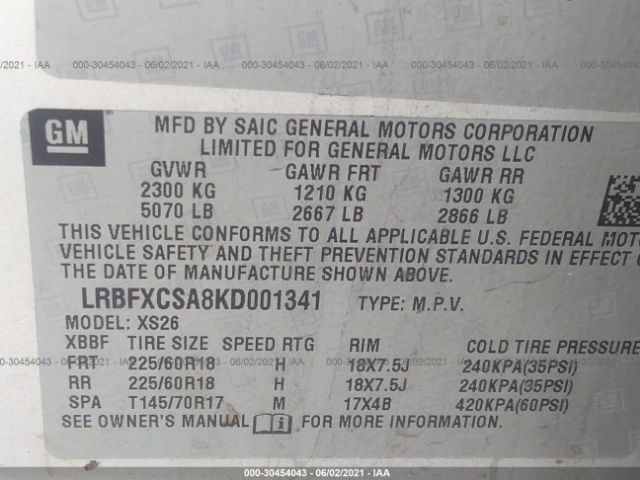 GM
MFD BY SAIC GENERAL MOTORS CORPORATION
LIMITED FOR GENERAL MOTORS LLC
GVWR GAWR FRT GAWR RR
2300 KG 1210 KG 1300 KG
5070 LB 2667 LB 2866 LB
THIS VEHICLE CONFORMS TO ALL APPLICABLE U.S. FEDERAL
VEHICLE SAFETY AND THEFT PREVENTION STANDARDS IN EFFECT
THE DATE OF MANUFACTURE SHOWN ABOVE.
LRBFXCSA8KD001341 TYPE: M.P.V.
MODEL: XS26
XBBF TIRE SIZE SPEED RTG RIM COLD TIRE PRESSURE
FRT 225/60R18 H 18X7.5J 240KPA(35PSI)
RR 225/60R18 H 18X7.5J 240KPA(35PSI)
SPA T145/70R17 M 17X4B 420KPA(60PSI)
SEE OWNER'S MANUAL FOR MORE INFORMATION.
000-30454043 - 06/02/2021 - IAA